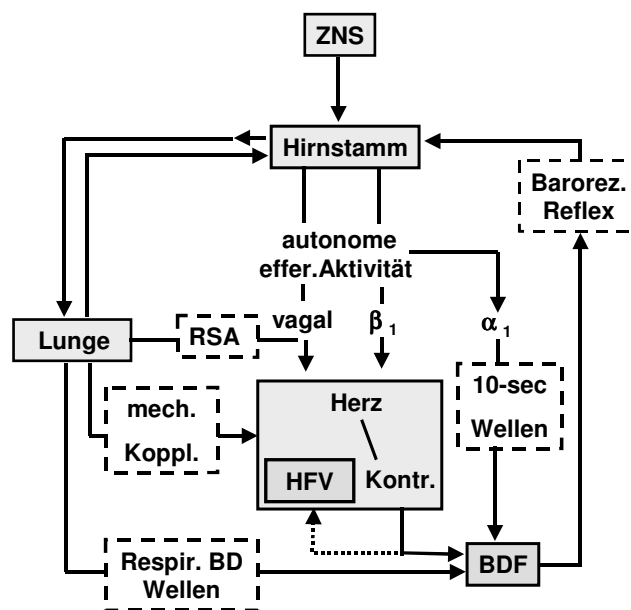 ZNS
Hirnstamm
Barorez.
Reflex
autonome
effer.Aktivität
vagal
β 1
α 1
Lunge
RSA
mech.
Koppl.
Herz
HFV
Kontr.
10-sec
Wellen
Respir. BD
Wellen
BDF